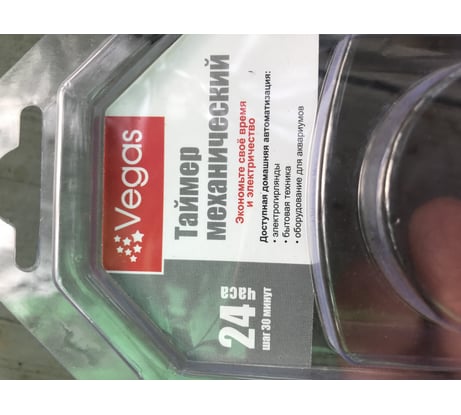 Vegas
Таймер
механический
Экономьте своё время
и электричество
Доступная домашняя автоматизация:
• электрогирлянды
• бытовая техника
• оборудование для аквариумов
24
часа
шаг 30 минут